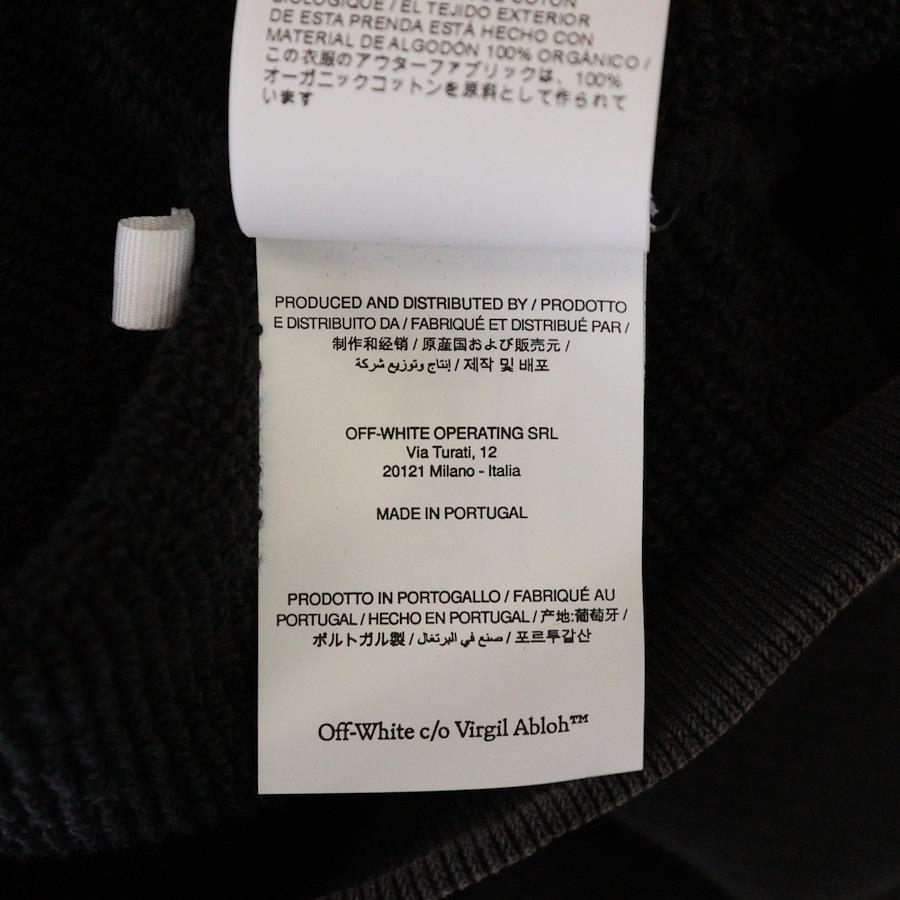 BIOLOGIQUE / EL TEJIDO EXTERIOR
DE ESTA PRENDA ESTÁ HECHO CON
MATERIAL DE ALGODÓN 100% ORGÁNICO /
この衣服のアウターファブリックは、100%
オーガニックコットンを原料として作られて
います
PRODUCED AND DISTRIBUTED BY / PRODOTTO
E DISTRIBUITO DA / FABRIQUÉ ET DISTRIBUÉ PAR /
制作和经销 / 原産国および販売元 /
إنتاج وتوزيع شركة / 제작 및 배포
OFF-WHITE OPERATING SRL
Via Turati, 12
20121 Milano - Italia
MADE IN PORTUGAL
PRODOTTO IN PORTOGALLO / FABRIQUÉ AU
PORTUGAL / HECHO EN PORTUGAL / 产地:葡萄牙 /
ポルトガル製 / صنع في البرتغال / 포르투갈산
Off-White c/o Virgil Abloh™